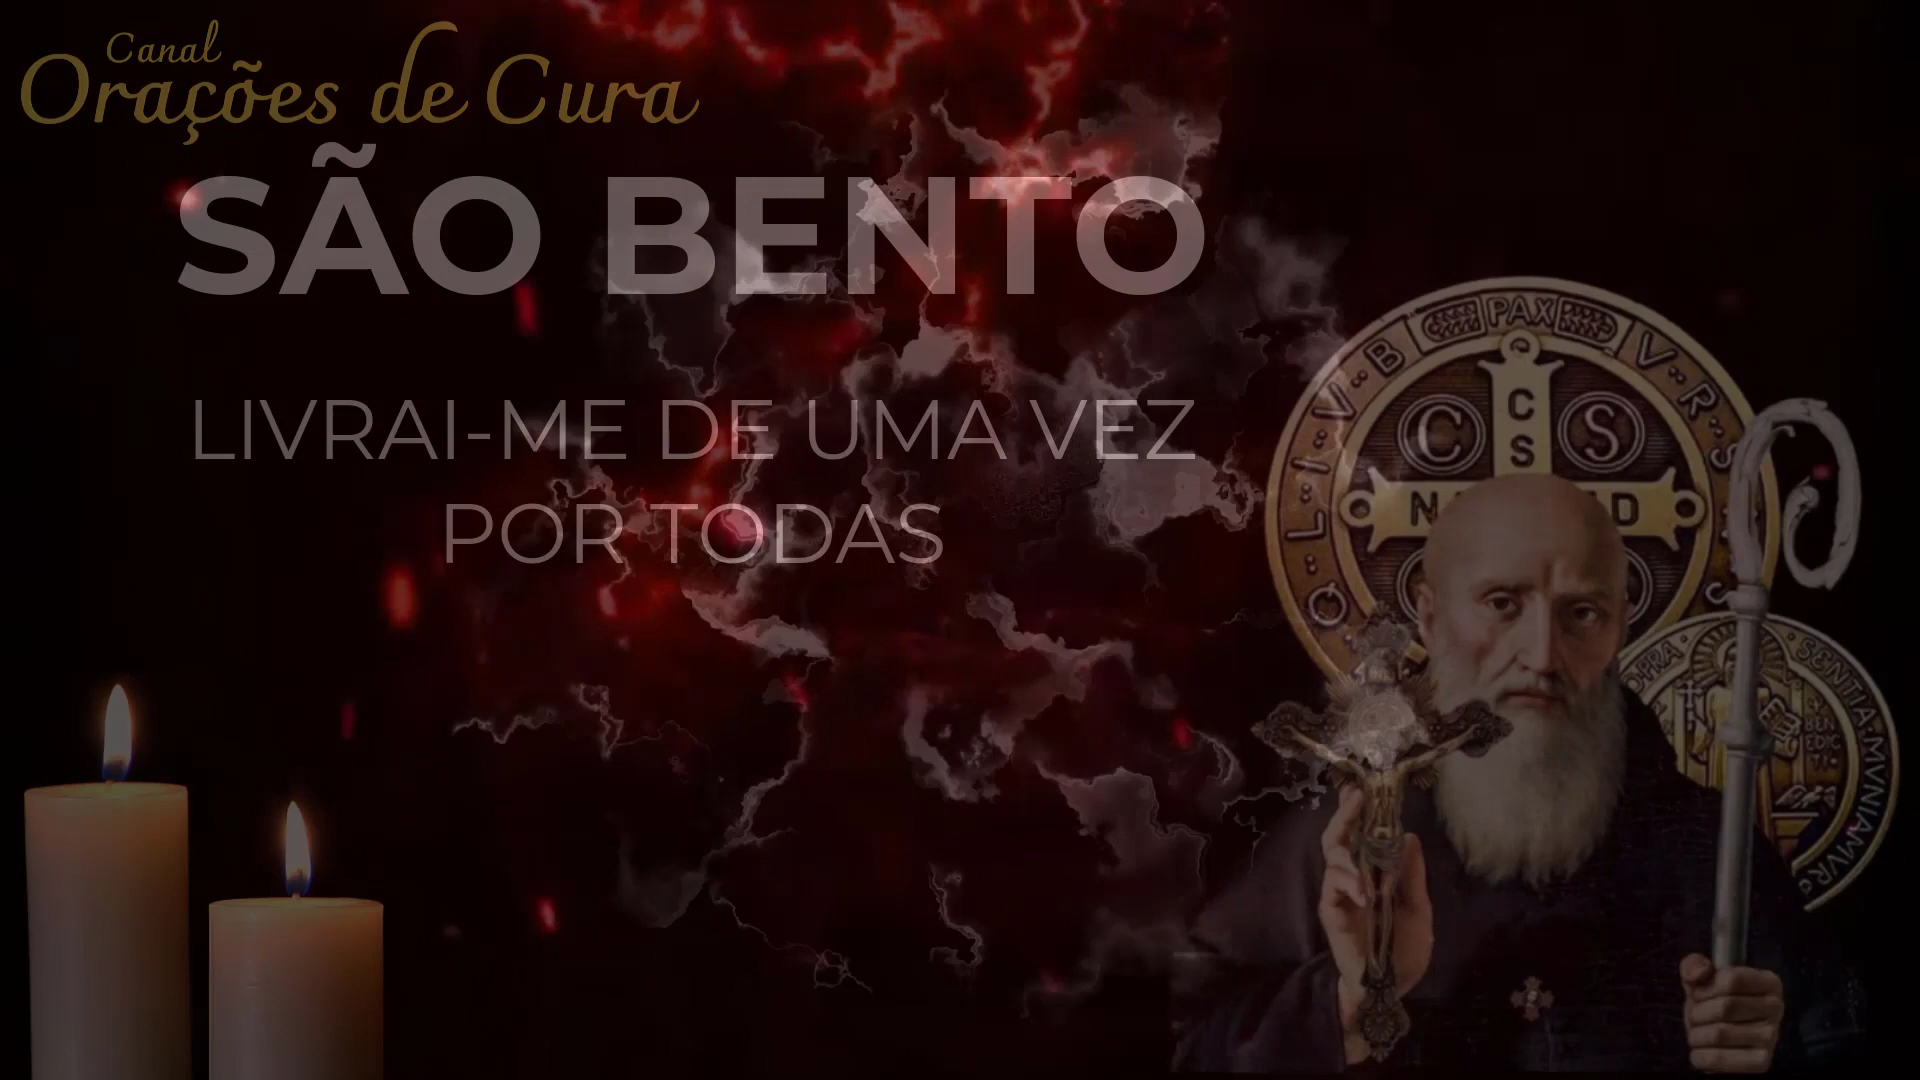 Canal
Orações de Cura
SÃO BENTO
LIVRAI-ME DE UMA VEZ
POR TODAS
PAX
V·R·S
Q·L·I·V·B
C S
C
S
N D
SENTIA·MVNIAMVR